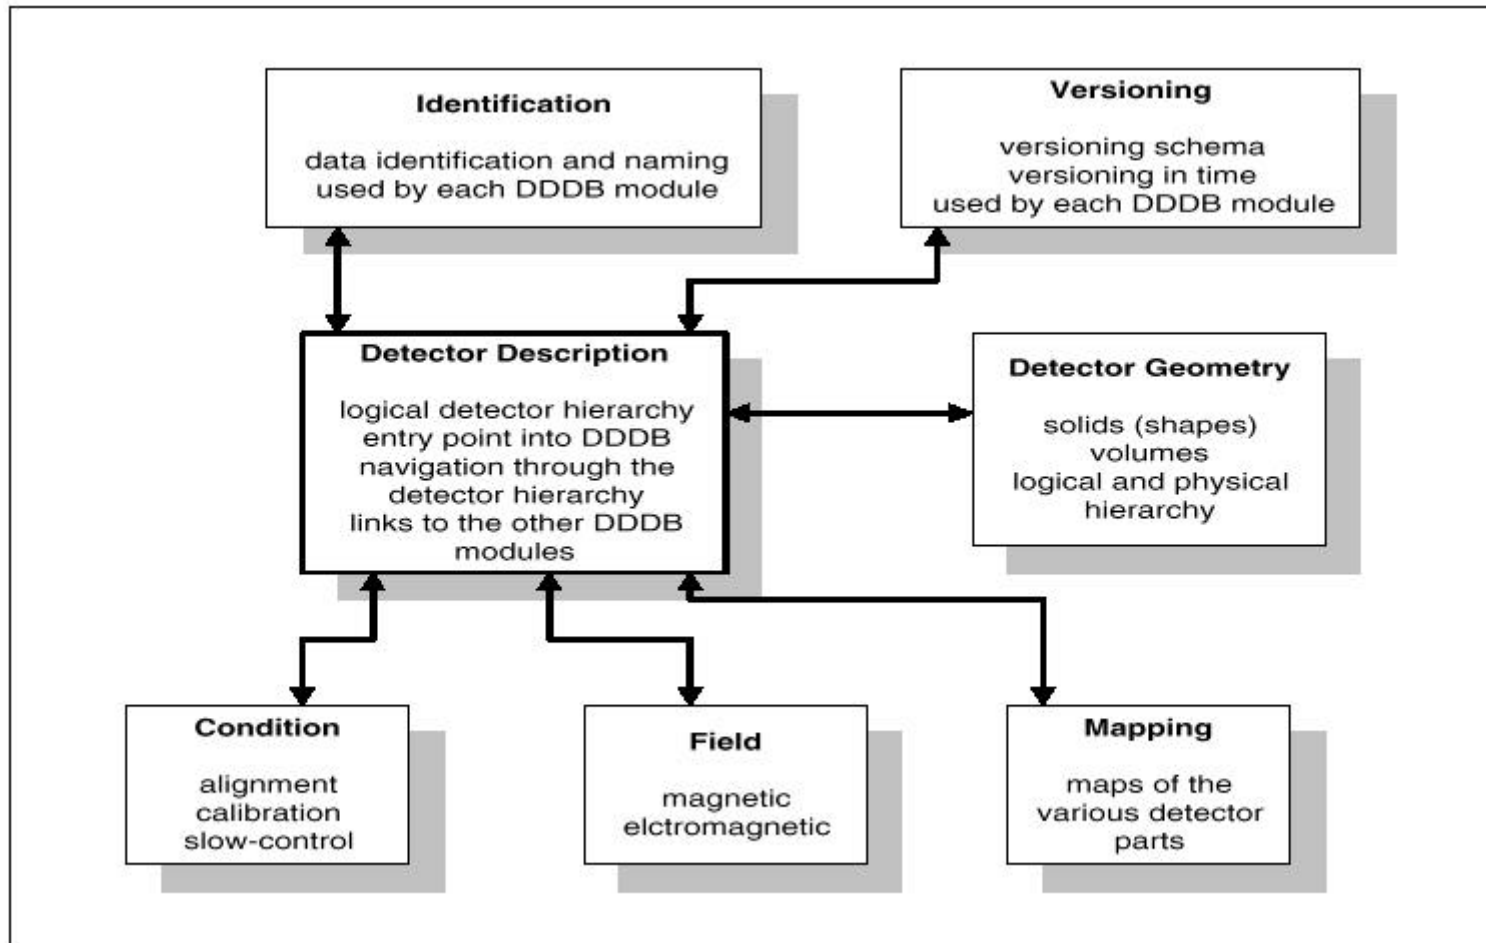 Identification
data identification and naming
used by each DDDB module
Versioning
versioning schema
versioning in time
used by each DDDB module
Detector Description
logical detector hierarchy
entry point into DDDB
navigation through the
detector hierarchy
links to the other DDDB
modules
Detector Geometry
solids (shapes)
volumes
logical and physical
hierarchy
Condition
alignment
calibration
slow-control
Field
magnetic
elctromagnetic
Mapping
maps of the
various detector
parts